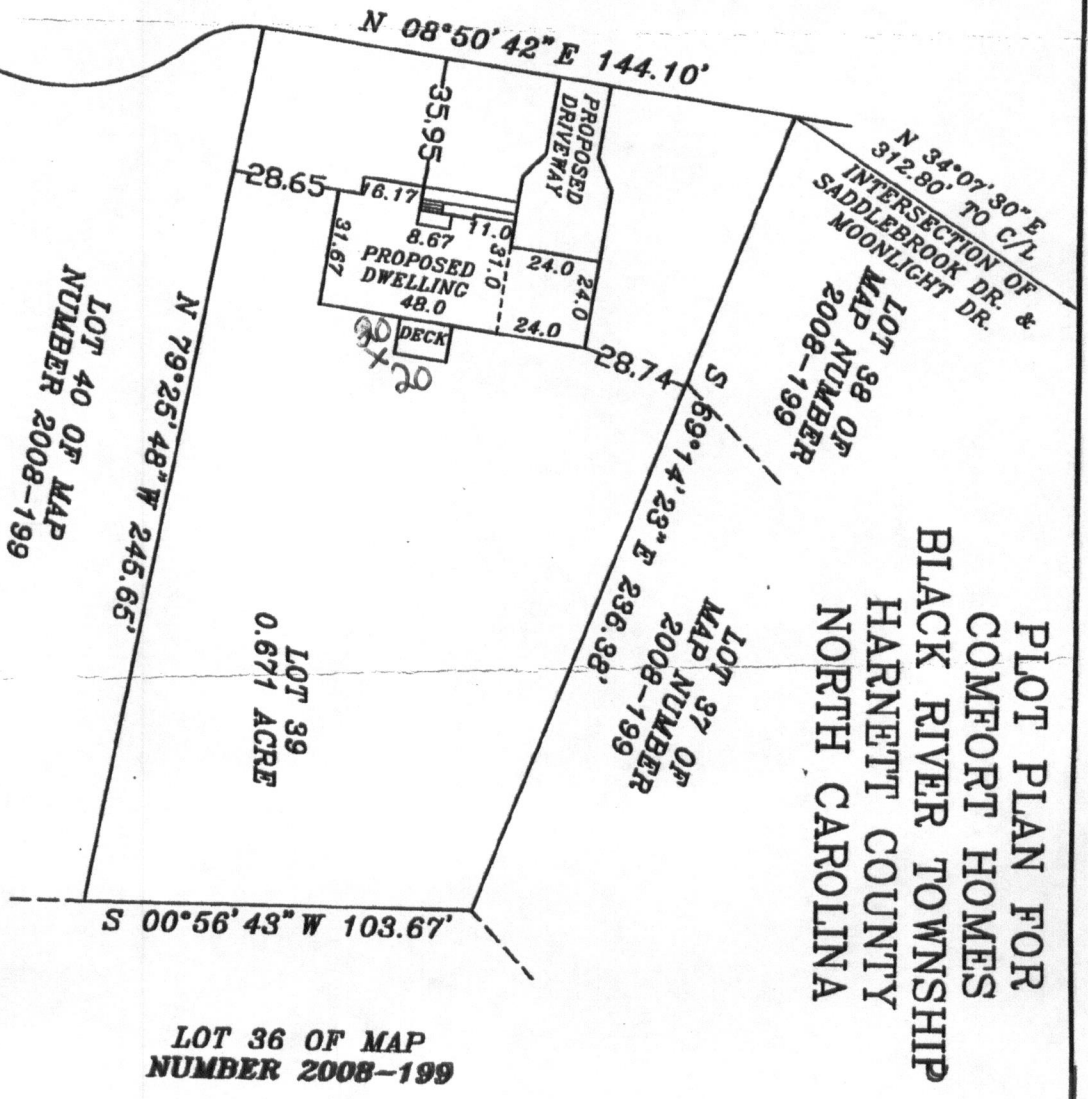 PLOT PLAN FOR
COMFORT HOMES
BLACK RIVER TOWNSHIP
HARNETT COUNTY
NORTH CAROLINA
N 08°50'42" E 144.10'
N 34°07'30" E
312.80' TO C/L
INTERSECTION OF
SADDLEBROOK DR. &
MOONLIGHT DR.
LOT 38 OF
MAP NUMBER
2008-199
PROPOSED
DRIVEWAY
35.95
28.65
6.17
11.0
8.67
31.67
31.0
PROPOSED
DWELLING
48.0
24.0
24.0
24.0
DECK
28.74
S 69°14'23" E 236.38'
LOT 37 OF
MAP NUMBER
2008-199
N 79°25'48" W 245.65'
LOT 40 OF MAP
NUMBER 2008-199
LOT 39
0.671 ACRE
S 00°56'43" W 103.67'
LOT 36 OF MAP
NUMBER 2008-199